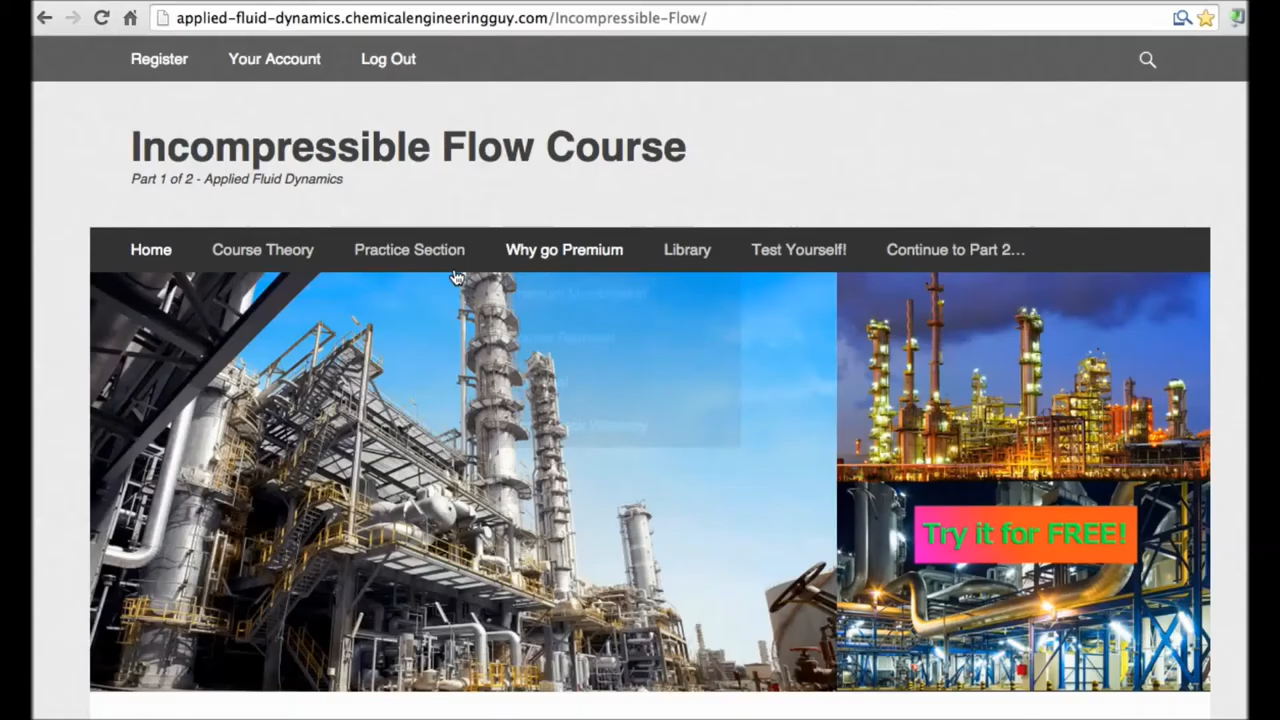 applied-fluid-dynamics.chemicalengineeringguy.com/Incompressible-Flow/
Register Your Account Log Out
Incompressible Flow Course
Part 1 of 2 - Applied Fluid Dynamics
Home Course Theory Practice Section Why go Premium Library Test Yourself! Continue to Part 2...
Try it for FREE!